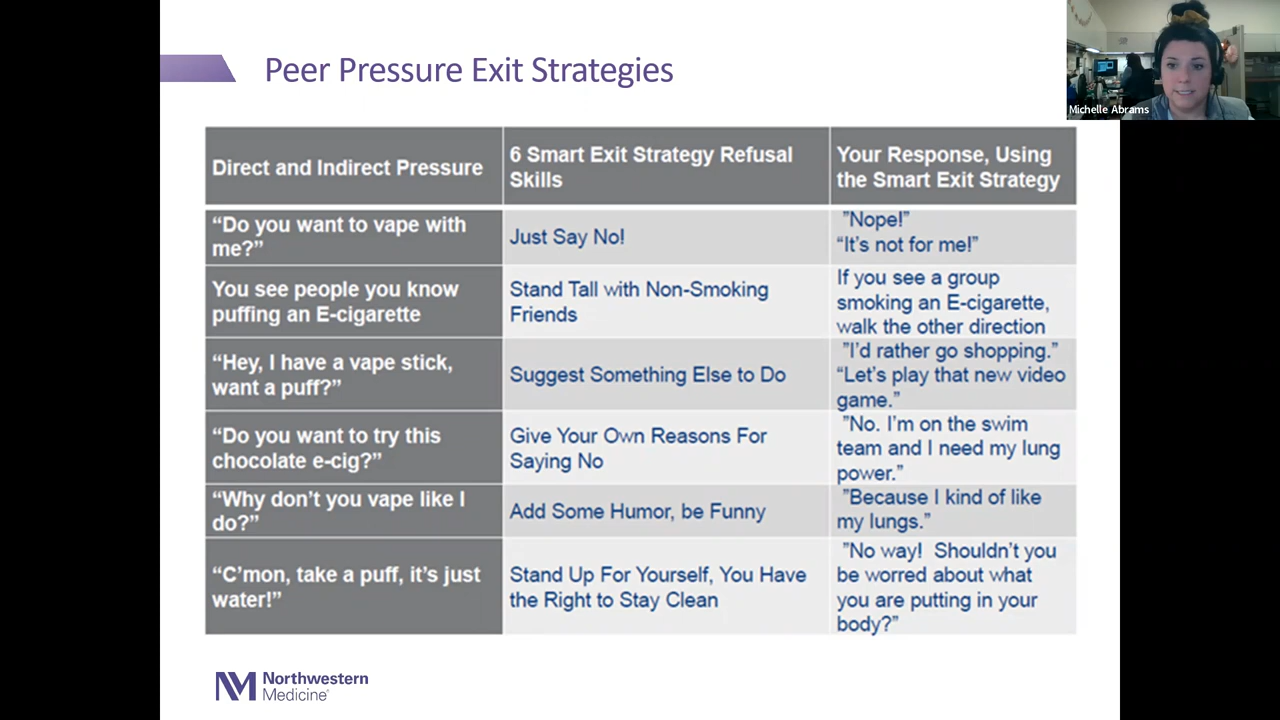 Peer Pressure Exit Strategies
Michelle Abrams
Direct and Indirect Pressure
6 Smart Exit Strategy Refusal
Skills
Your Response, Using
the Smart Exit Strategy
“Do you want to vape with
me?”
Just Say No!
”Nope!”
“It’s not for me!”
You see people you know
puffing an E-cigarette
Stand Tall with Non-Smoking
Friends
If you see a group
smoking an E-cigarette,
walk the other direction
“Hey, I have a vape stick,
want a puff?”
Suggest Something Else to Do
”I’d rather go shopping.”
“Let’s play that new video
game.”
“Do you want to try this
chocolate e-cig?”
Give Your Own Reasons For
Saying No
”No. I’m on the swim
team and I need my lung
power.”
“Why don’t you vape like I
do?”
Add Some Humor, be Funny
”Because I kind of like
my lungs.”
“C’mon, take a puff, it’s just
water!”
Stand Up For Yourself, You Have
the Right to Stay Clean
”No way! Shouldn’t you
be worred about what
you are putting in your
body?”
NM
Northwestern
Medicine®